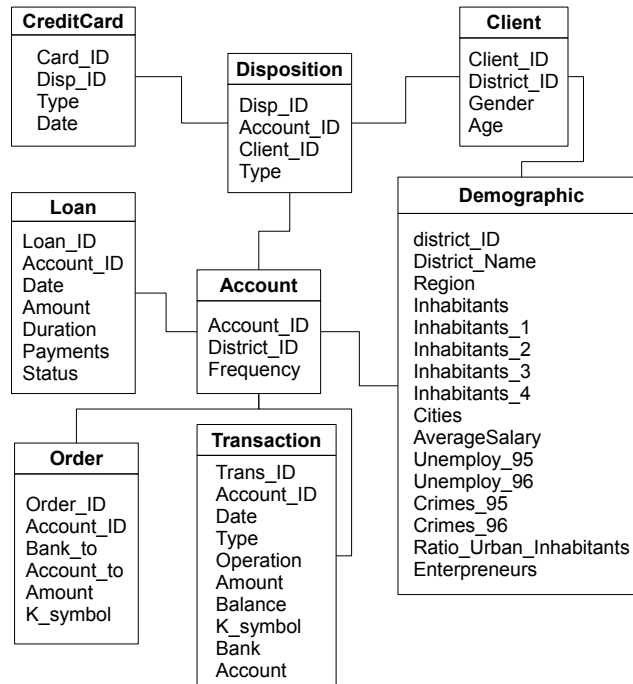 CreditCard
Card_ID
Disp_ID
Type
Date
Disposition
Disp_ID
Account_ID
Client_ID
Type
Client
Client_ID
District_ID
Gender
Age
Loan
Loan_ID
Account_ID
Date
Amount
Duration
Payments
Status
Account
Account_ID
District_ID
Frequency
Demographic
district_ID
District_Name
Region
Inhabitants
Inhabitants_1
Inhabitants_2
Inhabitants_3
Inhabitants_4
Cities
AverageSalary
Unemploy_95
Unemploy_96
Crimes_95
Crimes_96
Ratio_Urban_Inhabitants
Enterpreneurs
Order
Order_ID
Account_ID
Bank_to
Account_to
Amount
K_symbol
Transaction
Trans_ID
Account_ID
Date
Type
Operation
Amount
Balance
K_symbol
Bank
Account